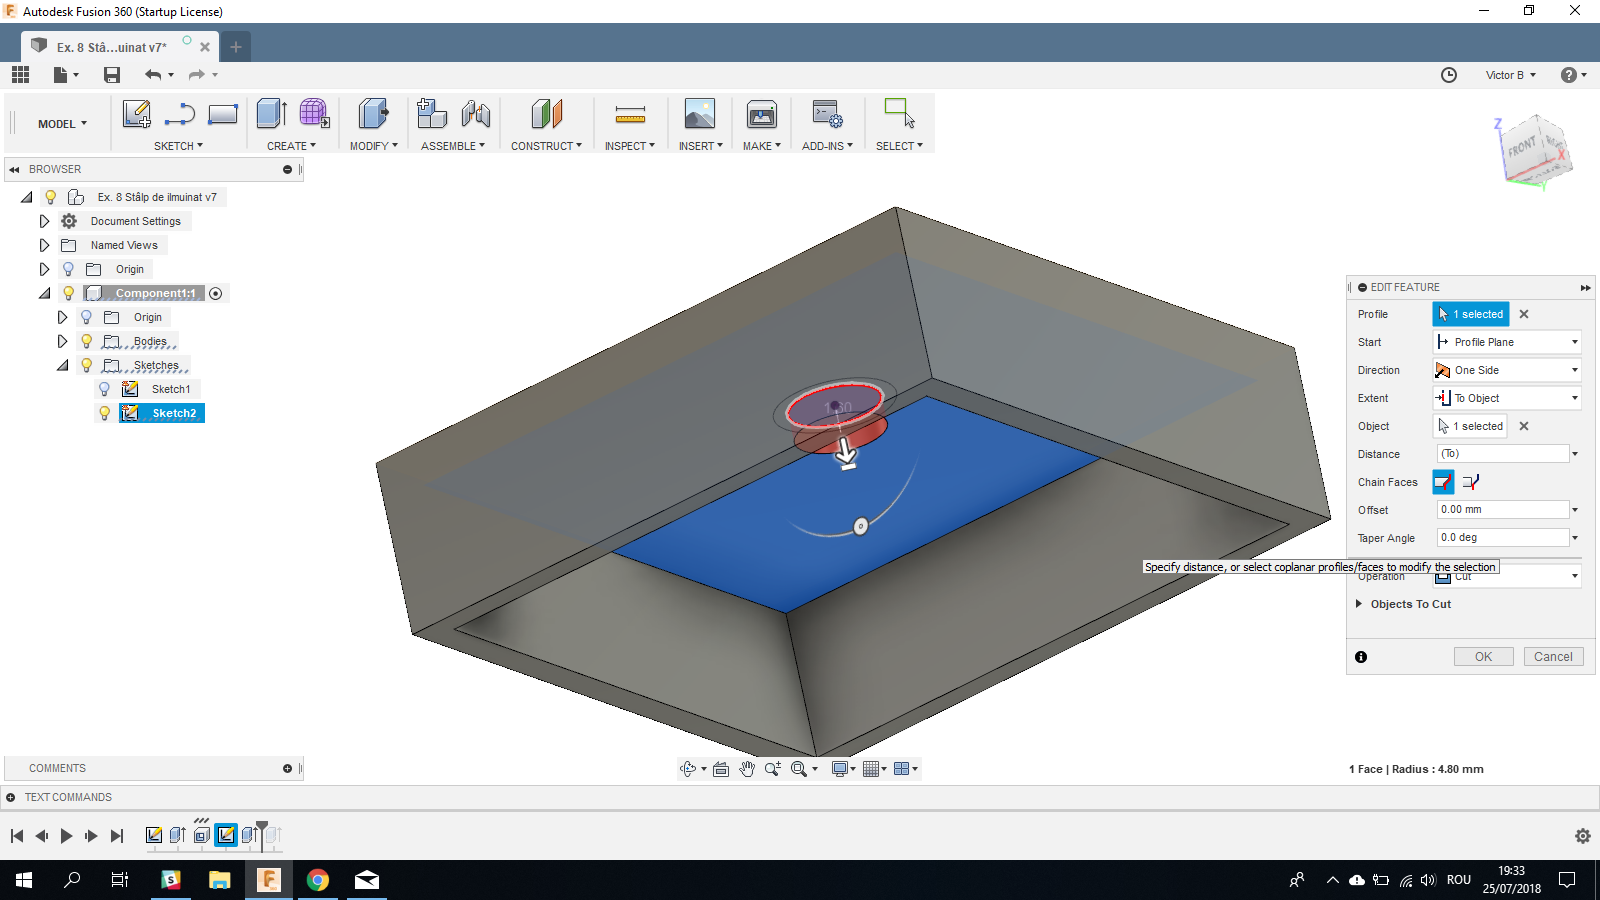 Autodesk Fusion 360 (Startup License)
Ex. 8 Stâ...uinat v7*
Victor B
MODEL
SKETCH
CREATE
MODIFY
ASSEMBLE
CONSTRUCT
INSPECT
INSERT
MAKE
ADD-INS
SELECT
Z
FRONT
X
BROWSER
Ex. 8 Stâlp de ilmuinat v7
Document Settings
Named Views
Origin
Component1:1
Origin
Bodies
Sketches
Sketch1
Sketch2
EDIT FEATURE
Profile
1 selected
Start
Profile Plane
Direction
One Side
Extent
To Object
Object
1 selected
Distance
(To)
Chain Faces
Offset
0.00 mm
Taper Angle
0.0 deg
Specify distance, or select coplanar profiles/faces to modify the selection
Operation
Cut
Objects To Cut
OK
Cancel
COMMENTS
1 Face | Radius : 4.80 mm
TEXT COMMANDS
ROU
19:33
25/07/2018